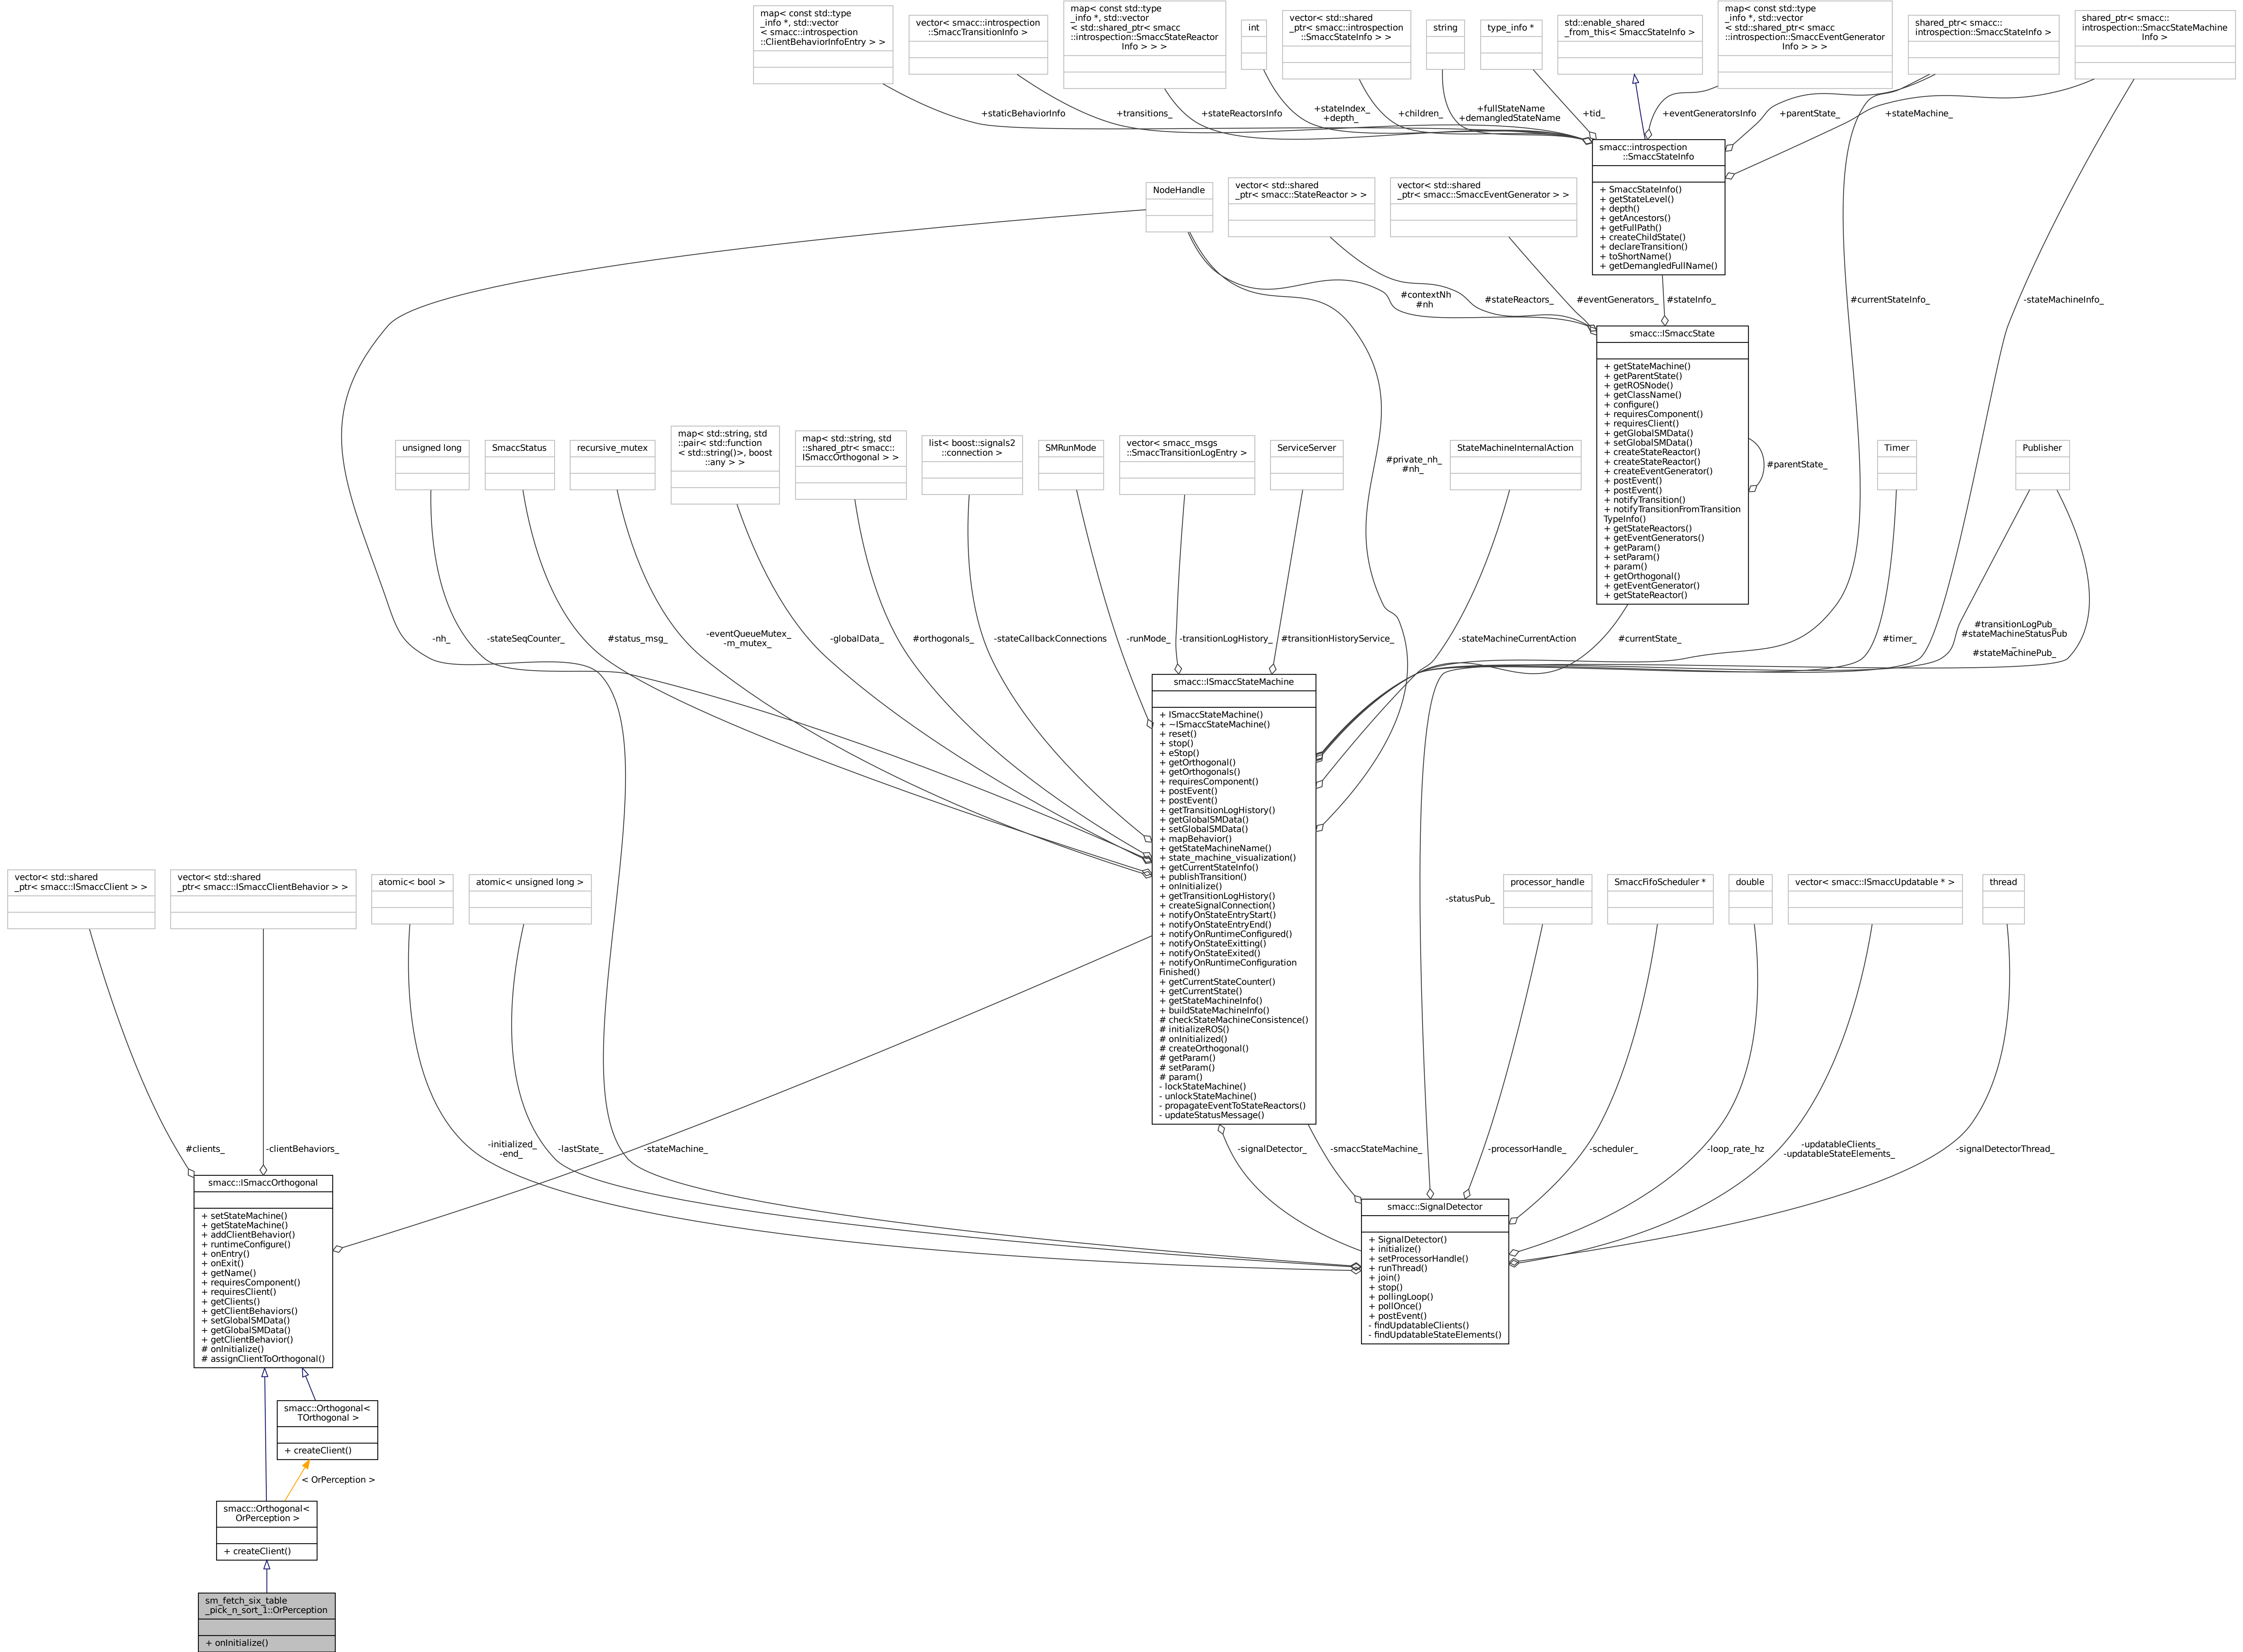 map< const std::type
_info *, std::vector
< smacc::introspection
::ClientBehaviorInfoEntry > >
vector< smacc::introspection
::SmaccTransitionInfo >
map< const std::type
_info *, std::vector
< std::shared_ptr< smacc
::introspection::SmaccStateReactor
Info > > >
int
vector< std::shared
_ptr< smacc::introspection
::SmaccStateInfo > >
string
type_info *
std::enable_shared
_from_this< SmaccStateInfo >
map< const std::type
_info *, std::vector
< std::shared_ptr< smacc
::introspection::SmaccEventGenerator
Info > > >
shared_ptr< smacc::
introspection::SmaccStateInfo >
shared_ptr< smacc::
introspection::SmaccStateMachine
Info >
+staticBehaviorInfo
+transitions_
+stateReactorsInfo
+stateIndex_
+depth_
+children_
+fullStateName
+demangledStateName
+tid_
+eventGeneratorsInfo
+parentState_
+stateMachine_
smacc::introspection
::SmaccStateInfo
+ SmaccStateInfo()
+ getStateLevel()
+ depth()
+ getAncestors()
+ getFullPath()
+ createChildState()
+ declareTransition()
+ toShortName()
+ getDemangledFullName()
NodeHandle
vector< std::shared
_ptr< smacc::StateReactor > >
vector< std::shared
_ptr< smacc::SmaccEventGenerator > >
#contextNh
#nh
#stateReactors_
#eventGenerators_
#stateInfo_
#currentStateInfo_
-stateMachineInfo_
smacc::ISmaccState
+ getStateMachine()
+ getParentState()
+ getROSNode()
+ getClassName()
+ configure()
+ requiresComponent()
+ requiresClient()
+ getGlobalSMData()
+ setGlobalSMData()
+ createStateReactor()
+ createStateReactor()
+ createEventGenerator()
+ postEvent()
+ postEvent()
+ notifyTransition()
+ notifyTransitionFromTransition
TypeInfo()
+ getStateReactors()
+ getEventGenerators()
+ getParam()
+ setParam()
+ param()
+ getOrthogonal()
+ getEventGenerator()
+ getStateReactor()
#parentState_
unsigned long
SmaccStatus
recursive_mutex
map< std::string, std
::pair< std::function
< std::string()>, boost
::any > >
map< std::string, std
::shared_ptr< smacc::
ISmaccOrthogonal > >
list< boost::signals2
::connection >
SMRunMode
vector< smacc_msgs
::SmaccTransitionLogEntry >
ServiceServer
#private_nh_
#nh_
StateMachineInternalAction
Timer
Publisher
-nh_
-stateSeqCounter_
#status_msg_
-eventQueueMutex_
-m_mutex_
-globalData_
#orthogonals_
-stateCallbackConnections
-runMode_
-transitionLogHistory_
#transitionHistoryService_
-stateMachineCurrentAction
#currentState_
#timer_
#transitionLogPub_
#stateMachineStatusPub
_
#stateMachinePub_
smacc::ISmaccStateMachine
+ ISmaccStateMachine()
+ ~ISmaccStateMachine()
+ reset()
+ stop()
+ eStop()
+ getOrthogonal()
+ getOrthogonals()
+ requiresComponent()
+ postEvent()
+ postEvent()
+ getTransitionLogHistory()
+ getGlobalSMData()
+ setGlobalSMData()
+ mapBehavior()
+ getStateMachineName()
+ state_machine_visualization()
+ getCurrentStateInfo()
+ publishTransition()
+ onInitialize()
+ getTransitionLogHistory()
+ createSignalConnection()
+ notifyOnStateEntryStart()
+ notifyOnStateEntryEnd()
+ notifyOnRuntimeConfigured()
+ notifyOnStateExitting()
+ notifyOnStateExited()
+ notifyOnRuntimeConfiguration
Finished()
+ getCurrentStateCounter()
+ getCurrentState()
+ getStateMachineInfo()
+ buildStateMachineInfo()
# checkStateMachineConsistence()
# initializeROS()
# onInitialized()
# createOrthogonal()
# getParam()
# setParam()
# param()
- lockStateMachine()
- unlockStateMachine()
- propagateEventToStateReactors()
- updateStatusMessage()
vector< std::shared
_ptr< smacc::ISmaccClient > >
vector< std::shared
_ptr< smacc::ISmaccClientBehavior > >
atomic< bool >
atomic< unsigned long >
-statusPub_
processor_handle
SmaccFifoScheduler *
double
vector< smacc::ISmaccUpdatable * >
thread
#clients_
-clientBehaviors_
-initialized_
-end_
-lastState_
-stateMachine_
-signalDetector_
-smaccStateMachine_
-processorHandle_
-scheduler_
-loop_rate_hz
-updatableClients_
-updatableStateElements_
-signalDetectorThread_
smacc::ISmaccOrthogonal
+ setStateMachine()
+ getStateMachine()
+ addClientBehavior()
+ runtimeConfigure()
+ onEntry()
+ onExit()
+ getName()
+ requiresComponent()
+ requiresClient()
+ getClients()
+ getClientBehaviors()
+ setGlobalSMData()
+ getGlobalSMData()
+ getClientBehavior()
# onInitialize()
# assignClientToOrthogonal()
smacc::SignalDetector
+ SignalDetector()
+ initialize()
+ setProcessorHandle()
+ runThread()
+ join()
+ stop()
+ pollingLoop()
+ pollOnce()
+ postEvent()
- findUpdatableClients()
- findUpdatableStateElements()
smacc::Orthogonal<
TOrthogonal >
+ createClient()
< OrPerception >
smacc::Orthogonal<
OrPerception >
+ createClient()
sm_fetch_six_table
_pick_n_sort_1::OrPerception
+ onInitialize()